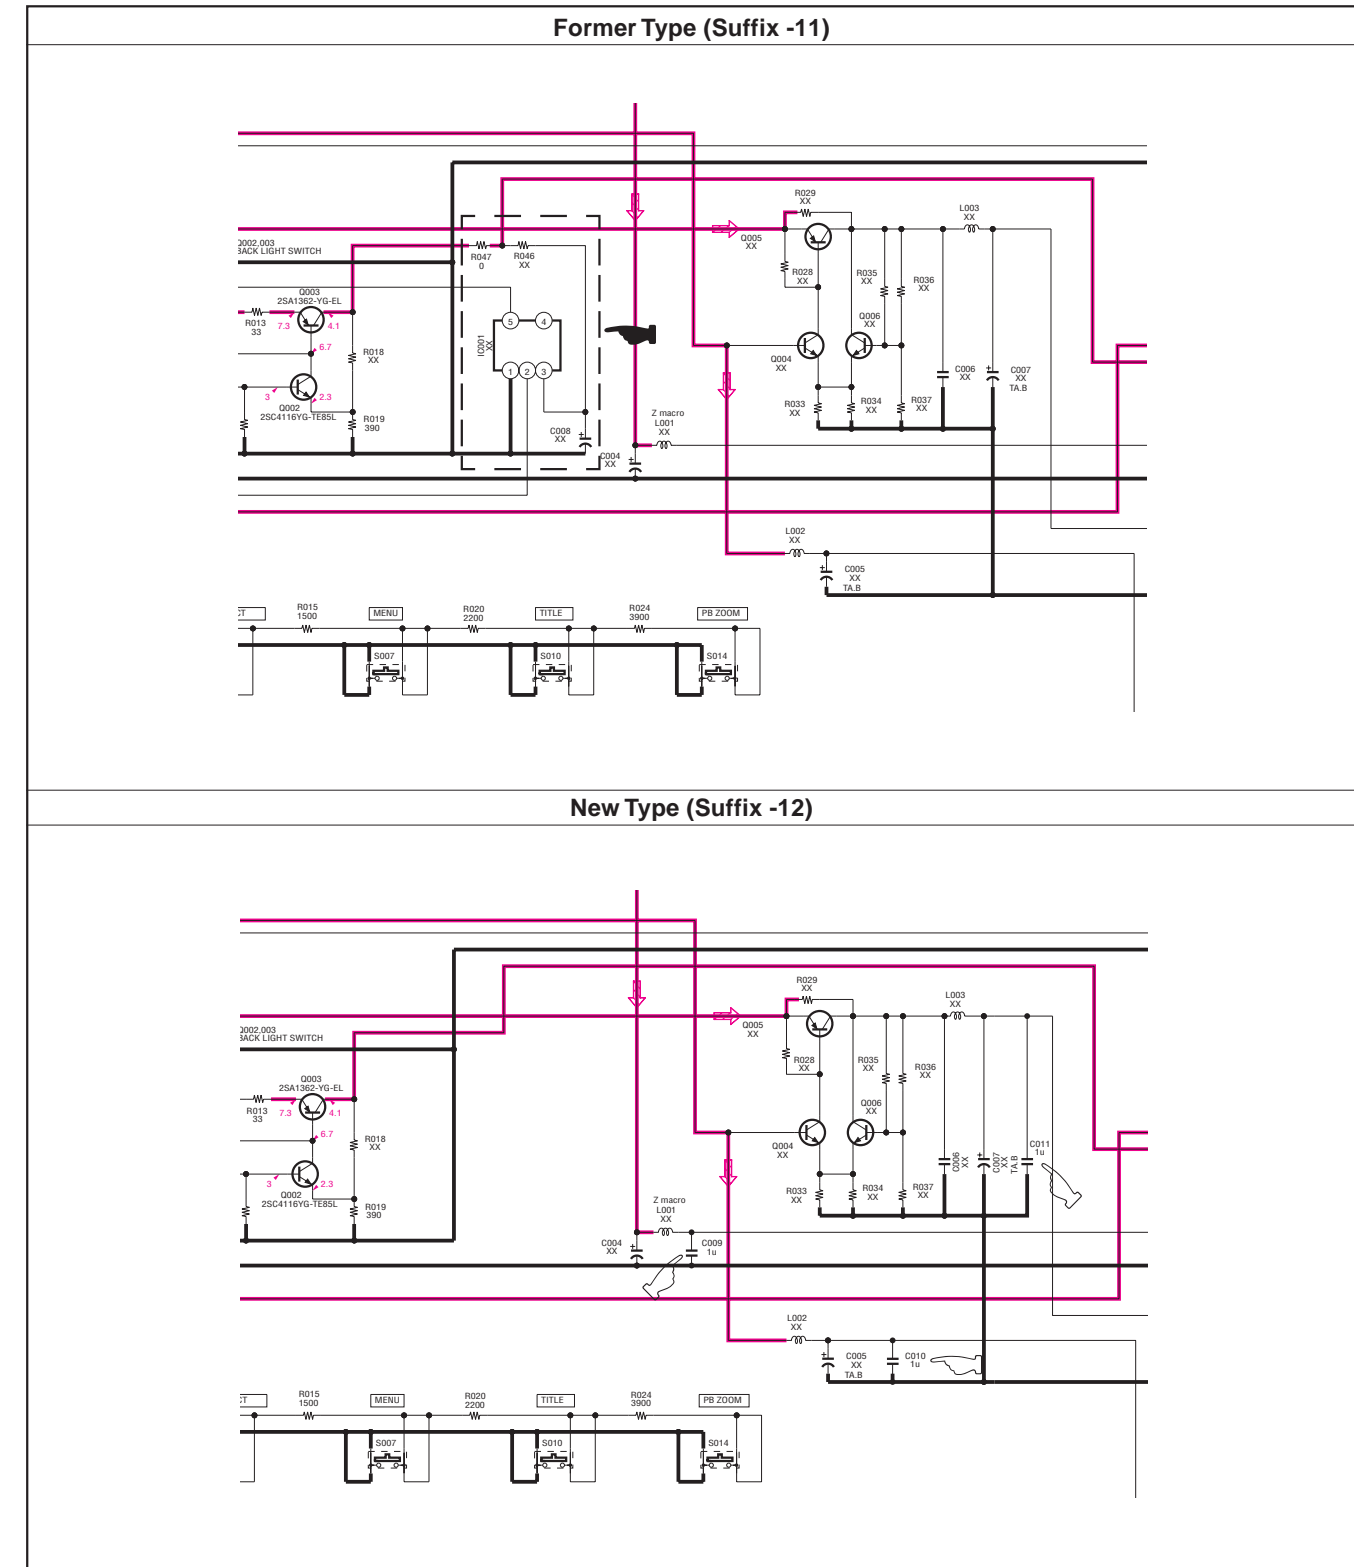 Former Type (Suffix -11)
R029
XX
L003
XX
Q002,003
BACK LIGHT SWITCH
R047
0
R046
XX
Q005
XX
R028
XX
R035
XX
R036
XX
Q003
2SA1362-YG-EL
R013
33
7.3
4.1
5
4
IC001
XX
Q006
XX
6.7
R018
XX
1
2
3
Q004
XX
C006
XX
C007
XX
TA.B
3
2.3
Q002
2SC4116YG-TE85L
R019
390
R033
XX
R034
XX
R037
XX
Z macro
L001
XX
C008
XX
+
C004
XX
+
+
L002
XX
C005
XX
TA.B
+
CT
R015
1500
MENU
R020
2200
TITLE
R024
3900
PB ZOOM
S007
S010
S014
New Type (Suffix -12)
R029
XX
L003
XX
Q002,003
BACK LIGHT SWITCH
Q005
XX
R028
XX
R035
XX
R036
XX
Q003
2SA1362-YG-EL
R013
33
7.3
4.1
Q006
XX
6.7
R018
XX
Q004
XX
C006
XX
+
C007
XX
TA.B
C011
1u
3
2.3
Q002
2SC4116YG-TE85L
R019
390
R033
XX
R034
XX
R037
XX
Z macro
L001
XX
C004
XX
+
C009
1u
L002
XX
+
C005
XX
TA.B
C010
1u
CT
R015
1500
MENU
R020
2200
TITLE
R024
3900
PB ZOOM
S007
S010
S014